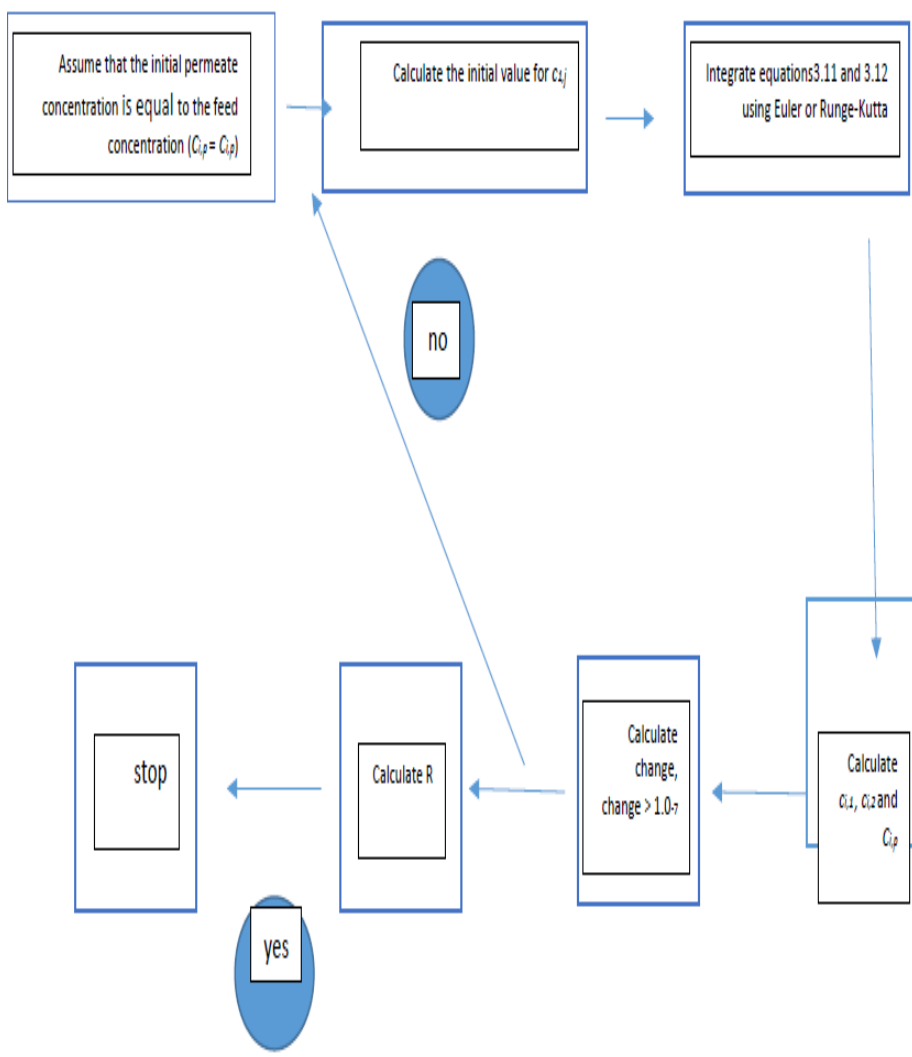 Assume that the initial permeate
concentration is equal to the feed
concentration (Ci,p = Ci,p)
Calculate the initial value for c1,j
Integrate equations3.11 and 3.12
using Euler or Runge-Kutta
no
Calculate
ci,1, ci,2 and
Ci,p
Calculate
change,
change > 1.0-7
Calculate R
stop
yes